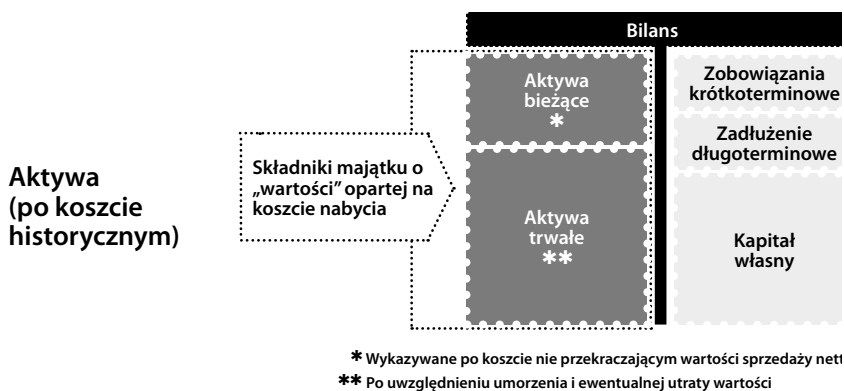 Bilans
Aktywa
(po koszcie
historycznym)
Składniki majątku o
„wartości” opartej na
koszcie nabycia
Aktywa
bieżące
*
Aktywa
trwałe
**
Zobowiązania
krótkoterminowe
Zadłużenie
długoterminowe
Kapitał
własny
* Wykazywane po koszcie nie przekraczającym wartości sprzedaży nett
** Po uwzględnieniu umorzenia i ewentualnej utraty wartości